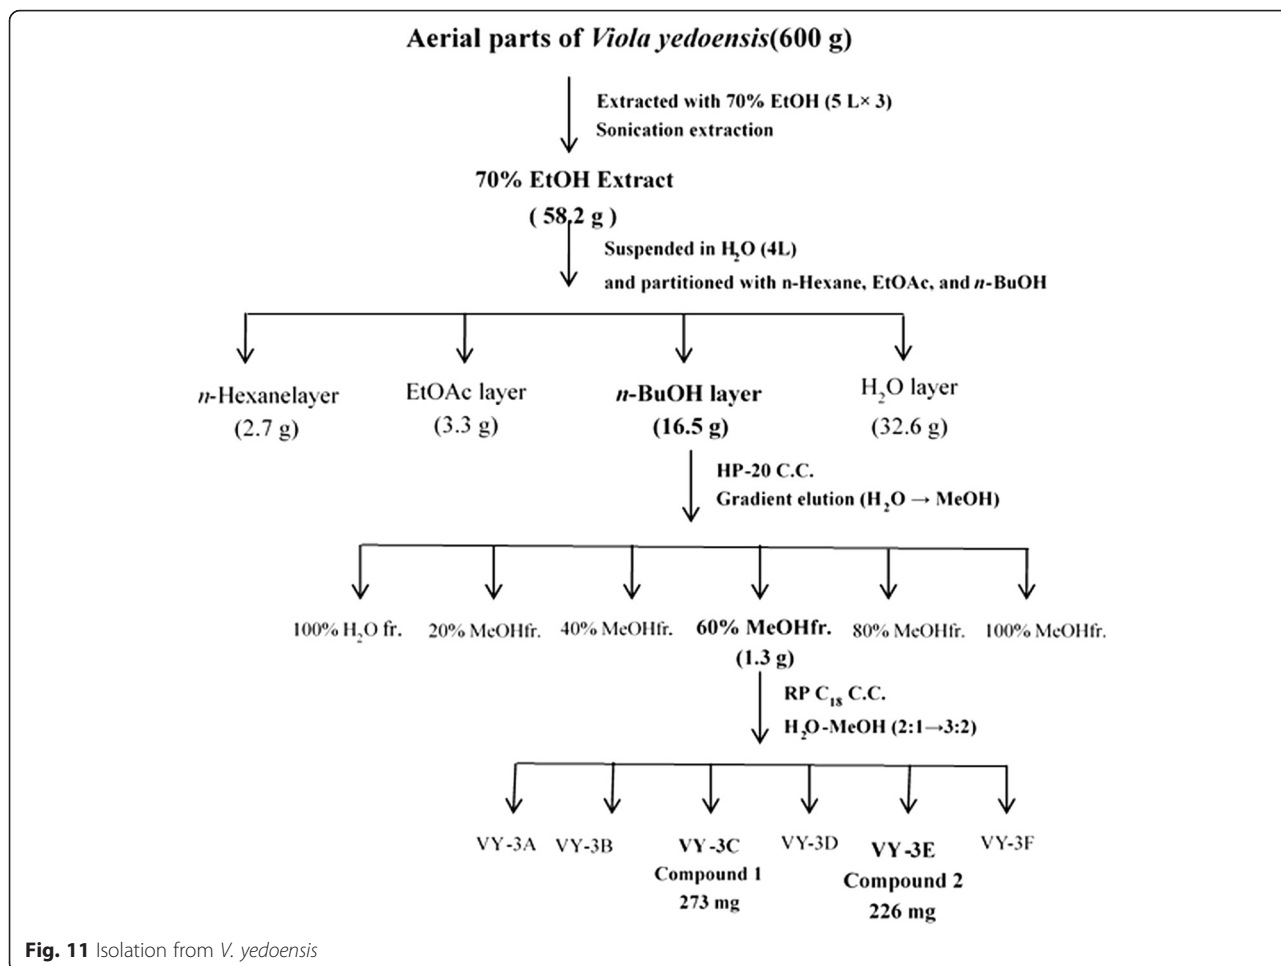 Aerial parts of Viola yedoensis(600 g)
Extracted with 70% EtOH (5 L× 3)
Sonication extraction
70% EtOH Extract
( 58.2 g )
Suspended in H₂O (4L)
and partitioned with n-Hexane, EtOAc, and n-BuOH
n-Hexanelayer
(2.7 g)
EtOAc layer
(3.3 g)
n-BuOH layer
(16.5 g)
H₂O layer
(32.6 g)
HP-20 C.C.
Gradient elution (H₂O → MeOH)
100% H₂O fr.
20% MeOHfr.
40% MeOHfr.
60% MeOHfr.
(1.3 g)
80% MeOHfr.
100% MeOHfr.
RP C₁₈ C.C.
H₂O-MeOH (2:1→3:2)
VY-3A
VY-3B
VY-3C
Compound 1
273 mg
VY-3D
VY-3E
Compound 2
226 mg
VY-3F
Fig. 11 Isolation from V. yedoensis